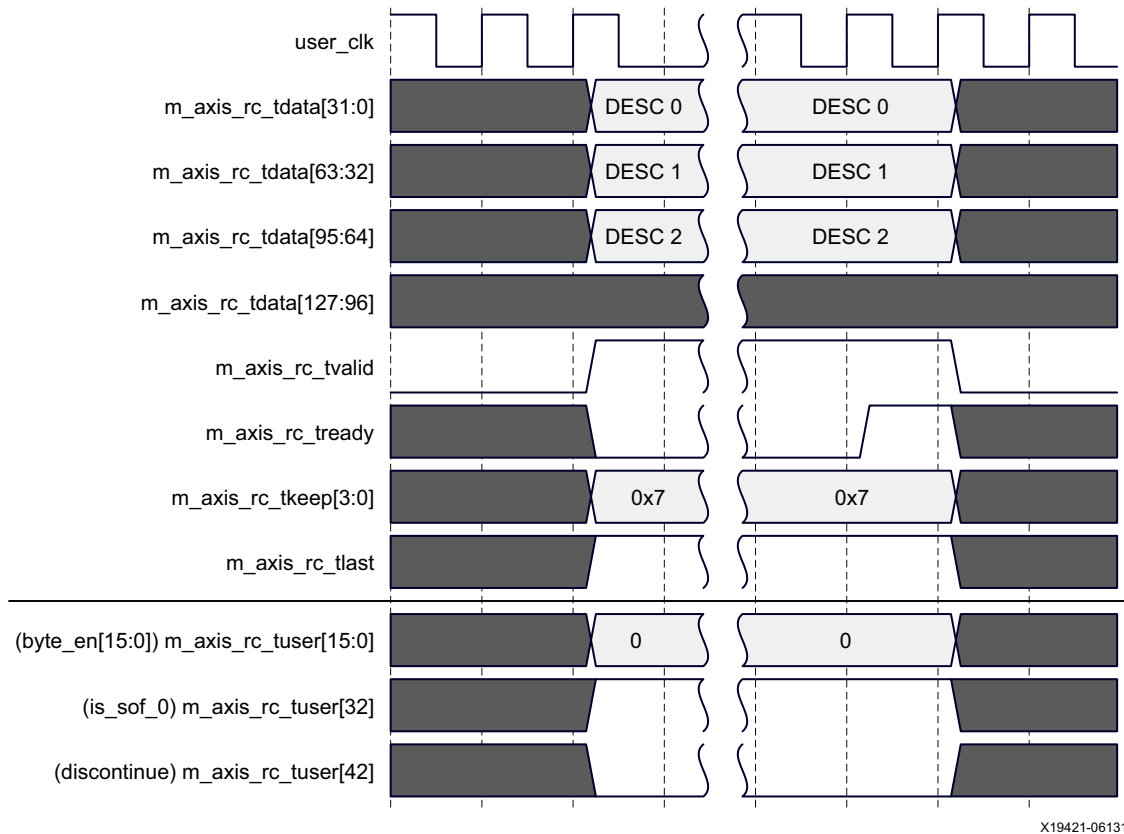 user_clk
m_axis_rc_tdata[31:0] DESC 0 DESC 0
m_axis_rc_tdata[63:32] DESC 1 DESC 1
m_axis_rc_tdata[95:64] DESC 2 DESC 2
m_axis_rc_tdata[127:96]
m_axis_rc_tvalid
m_axis_rc_tready
m_axis_rc_tkeep[3:0] 0x7 0x7
m_axis_rc_tlast
(byte_en[15:0]) m_axis_rc_tuser[15:0] 0 0
(is_sof_0) m_axis_rc_tuser[32]
(discontinue) m_axis_rc_tuser[42]
X19421-06131